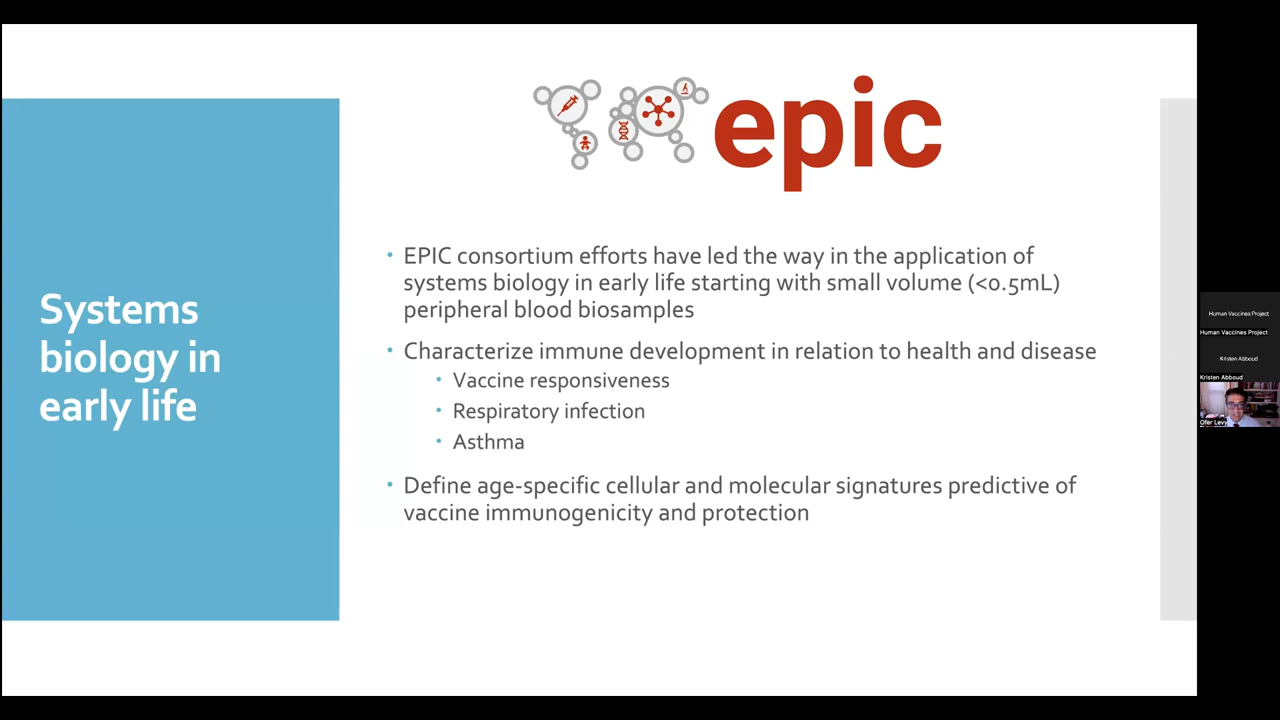 epic
Systems
biology in
early life
• EPIC consortium efforts have led the way in the application of
systems biology in early life starting with small volume (<0.5mL)
peripheral blood biosamples
• Characterize immune development in relation to health and disease
• Vaccine responsiveness
• Respiratory infection
• Asthma
• Define age-specific cellular and molecular signatures predictive of
vaccine immunogenicity and protection
Human Vaccines Project
Human Vaccines Project
Kristen Abboud
Kristen Abboud
Ofer Levy